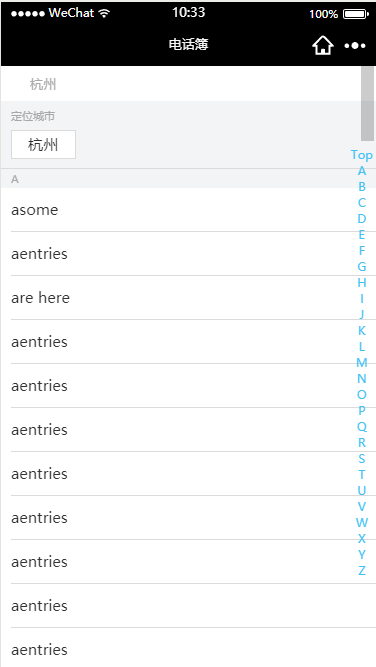 ●●●●● WeChat 10:33 100%
电话簿
杭州
定位城市
杭州
A
asome
aentries
are here
aentries
aentries
aentries
aentries
aentries
aentries
aentries
aentries
Top
A
B
C
D
E
F
G
H
I
J
K
L
M
N
O
P
Q
R
S
T
U
V
W
X
Y
Z